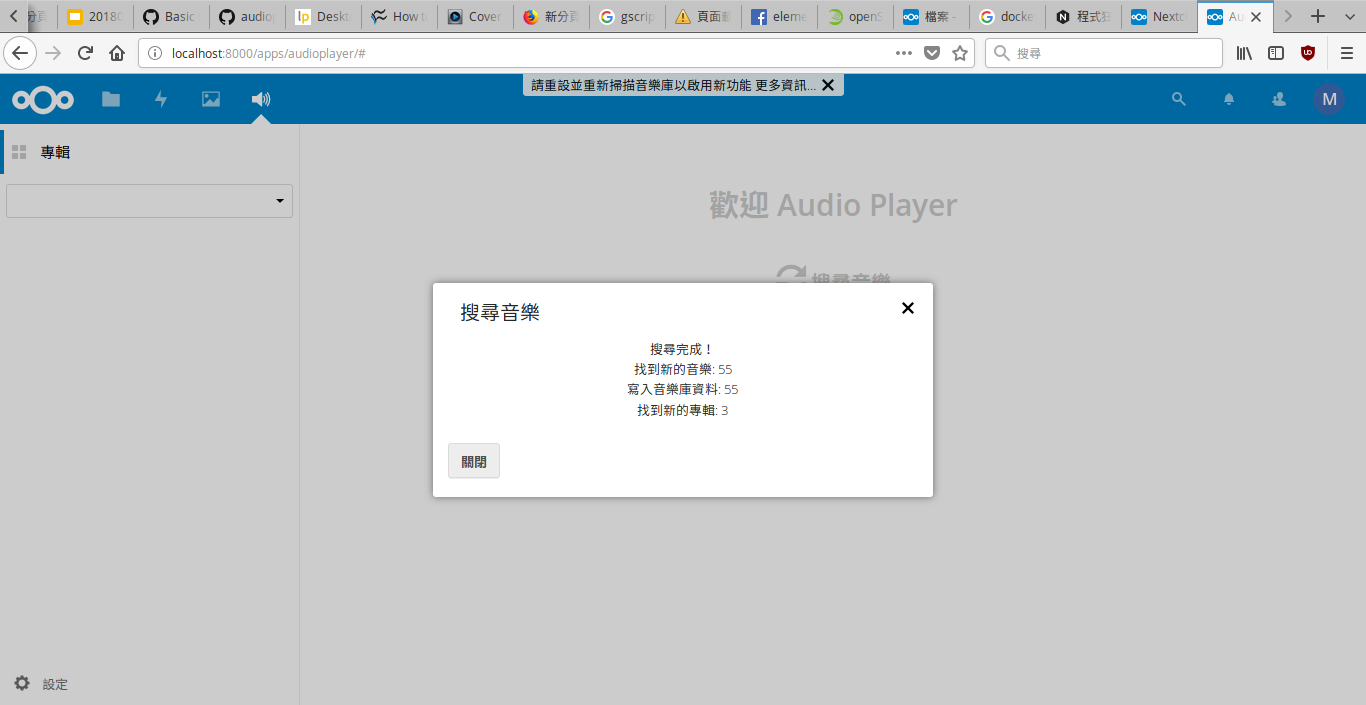 2018
Basic
audio
lp Deskt
How t
Cover
新分頁
G gscrip
頁面載
f eleme
openS
檔案 -
G docke
N 程式狂
Nextc
Au
localhost:8000/apps/audioplayer/#
搜尋
請重設並重新掃描音樂庫以啟用新功能 更多資訊...
M
專輯
歡迎 Audio Player
搜尋音樂
搜尋音樂
搜尋完成！
找到新的音樂: 55
寫入音樂庫資料: 55
找到新的專輯: 3
關閉
設定